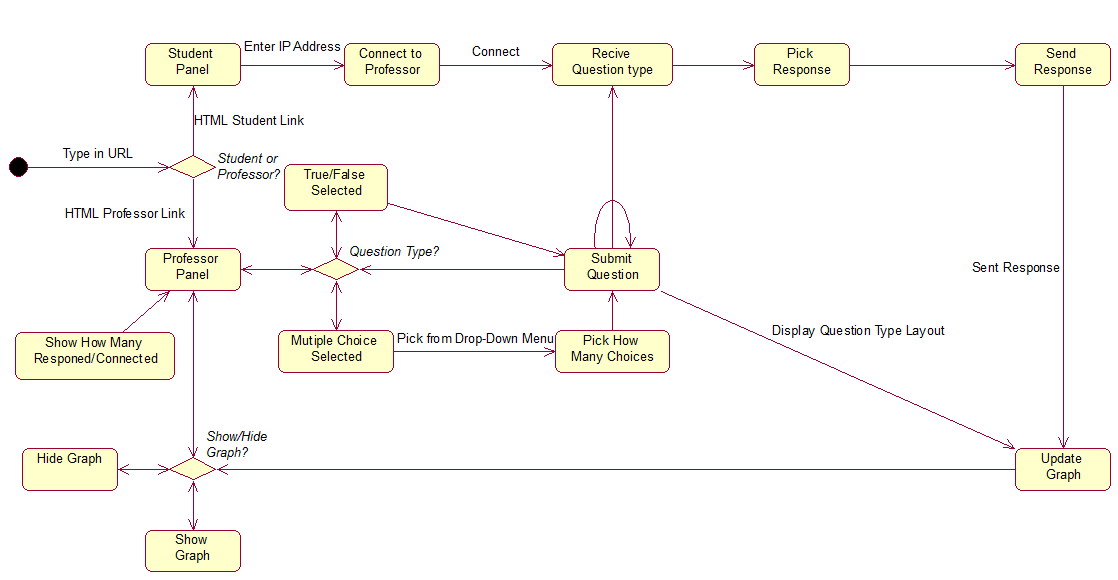 Student
Panel
Enter IP Address
Connect to
Professor
Connect
Recive
Question type
Pick
Response
Send
Response
HTML Student Link
Type in URL
Student or
Professor?
True/False
Selected
HTML Professor Link
Professor
Panel
Question Type?
Submit
Question
Sent Response
Show How Many
Responed/Connected
Mutiple Choice
Selected
Pick from Drop-Down Menu
Pick How
Many Choices
Display Question Type Layout
Show/Hide
Graph?
Hide Graph
Update
Graph
Show
Graph